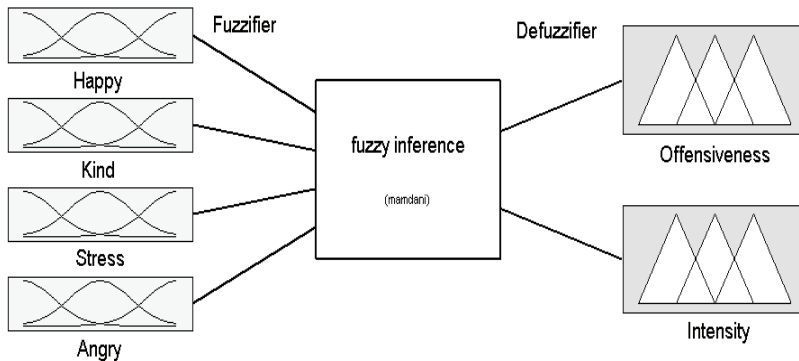 Fuzzifier
Defuzzifier
Happy
Kind
Stress
Angry
fuzzy inference
(mamdani)
Offensiveness
Intensity